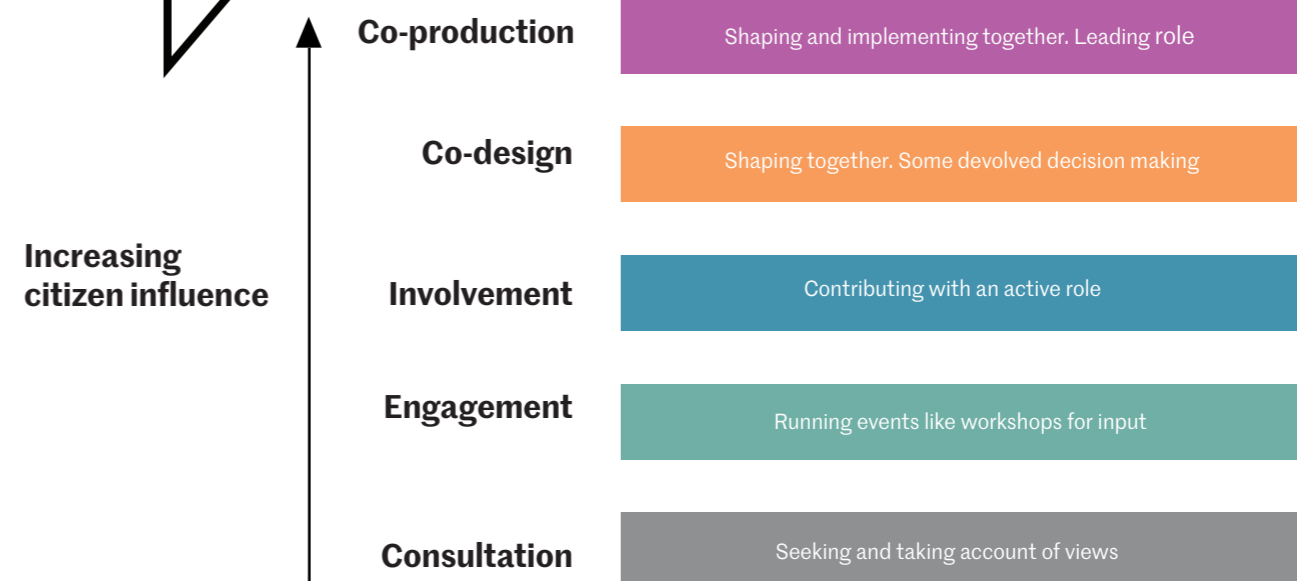 Co-production
Shaping and implementing together. Leading role
Co-design
Shaping together. Some devolved decision making
Increasing
citizen influence
Involvement
Contributing with an active role
Engagement
Running events like workshops for input
Consultation
Seeking and taking account of views